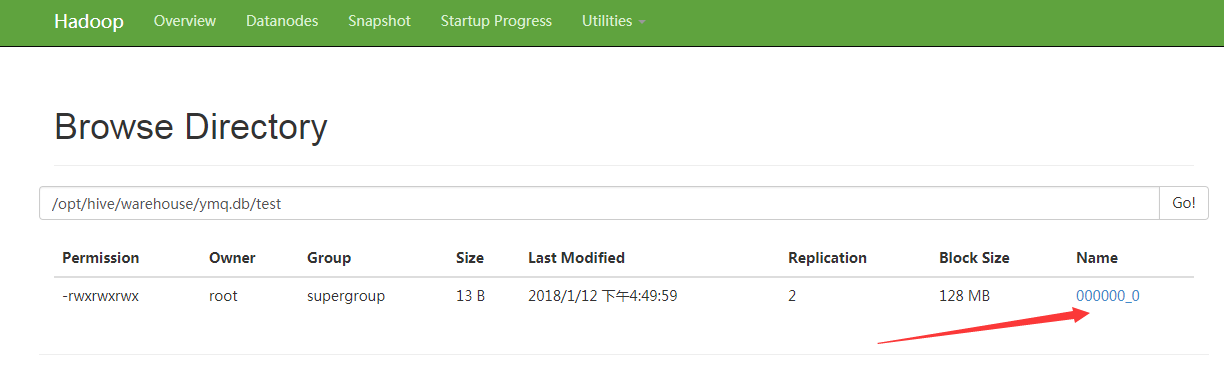 Hadoop Overview Datanodes Snapshot Startup Progress Utilities
Browse Directory
/opt/hive/warehouse/ymq.db/test Go!
Permission Owner Group Size Last Modified Replication Block Size Name
-rwxrwxrwx root supergroup 13 B 2018/1/12 下午4:49:59 2 128 MB 000000_0